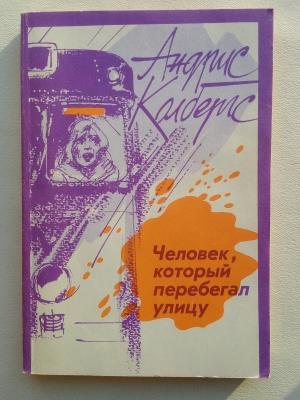 Андрис
Колбергс
Человек,
который
перебегал
улицу